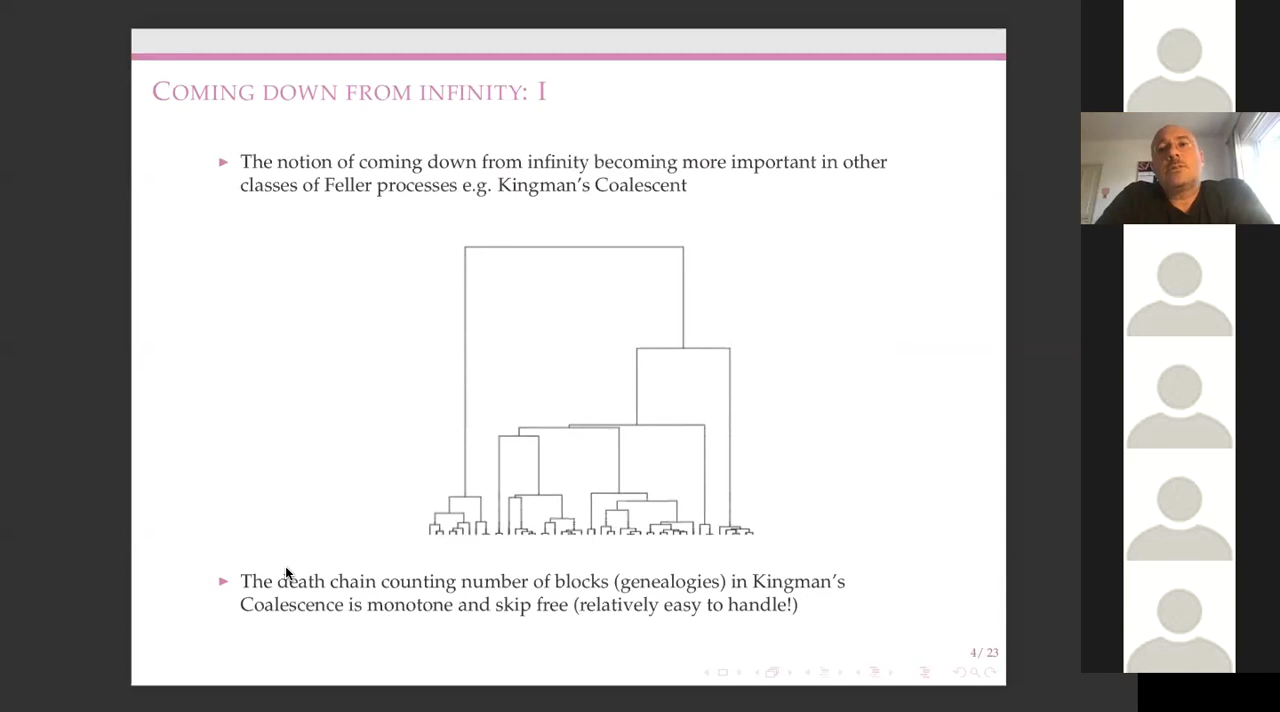 COMING DOWN FROM INFINITY: I
The notion of coming down from infinity becoming more important in other
classes of Feller processes e.g. Kingman's Coalescent
The death chain counting number of blocks (genealogies) in Kingman's
Coalescence is monotone and skip free (relatively easy to handle!)
4/ 23